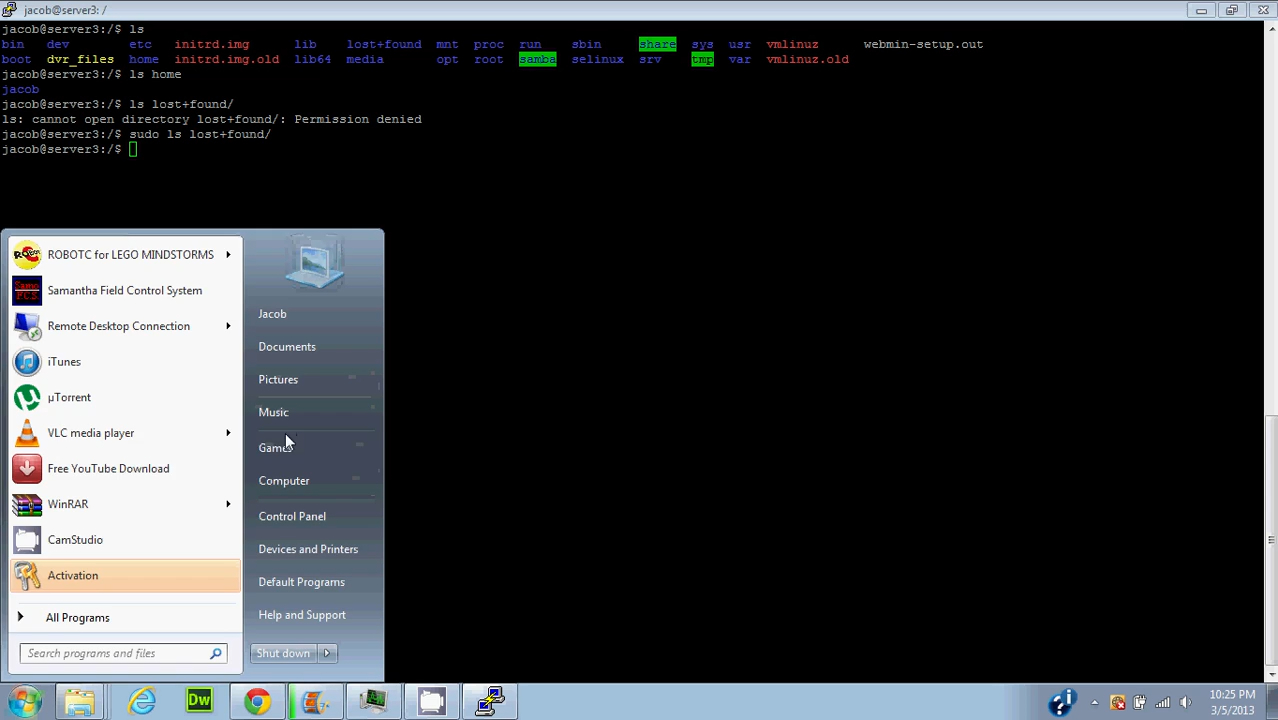 jacob@server3: /
jacob@server3:/$ ls
bin dev etc initrd.img lib lost+found mnt proc run sbin share sys usr vmlinuz webmin-setup.out
boot dvr_files home initrd.img.old lib64 media opt root samba selinux srv tmp var vmlinuz.old
jacob@server3:/$ ls home
jacob
jacob@server3:/$ ls lost+found/
ls: cannot open directory lost+found/: Permission denied
jacob@server3:/$ sudo ls lost+found/
jacob@server3:/$
ROBOTC for LEGO MINDSTORMS
Samantha Field Control System
Remote Desktop Connection
iTunes
µTorrent
VLC media player
Free YouTube Download
WinRAR
CamStudio
Activation
All Programs
Search programs and files
Jacob
Documents
Pictures
Music
Games
Computer
Control Panel
Devices and Printers
Default Programs
Help and Support
Shut down
Dw
10:25 PM
3/5/2013